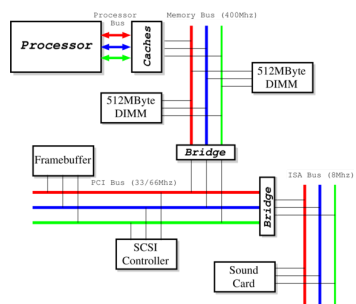 Processor
Bus
Memory Bus (400Mhz)
Processor
Caches
512MByte
DIMM
512MByte
DIMM
Bridge
Framebuffer
PCI Bus (33/66Mhz)
Bridge
ISA Bus (8Mhz)
SCSI
Controller
Sound
Card